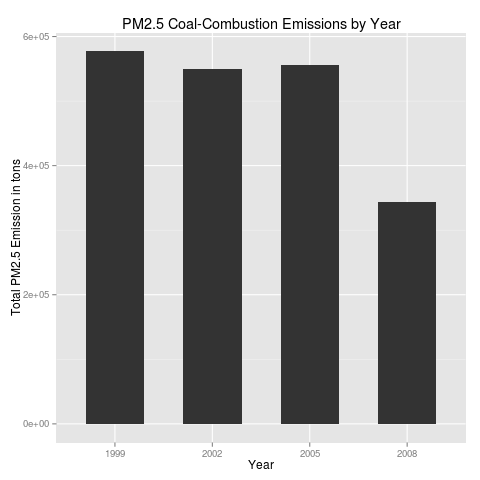 PM2.5 Coal-Combustion Emissions by Year
Total PM2.5 Emission in tons
6e+05
4e+05
2e+05
0e+00
1999 2002 2005 2008
Year